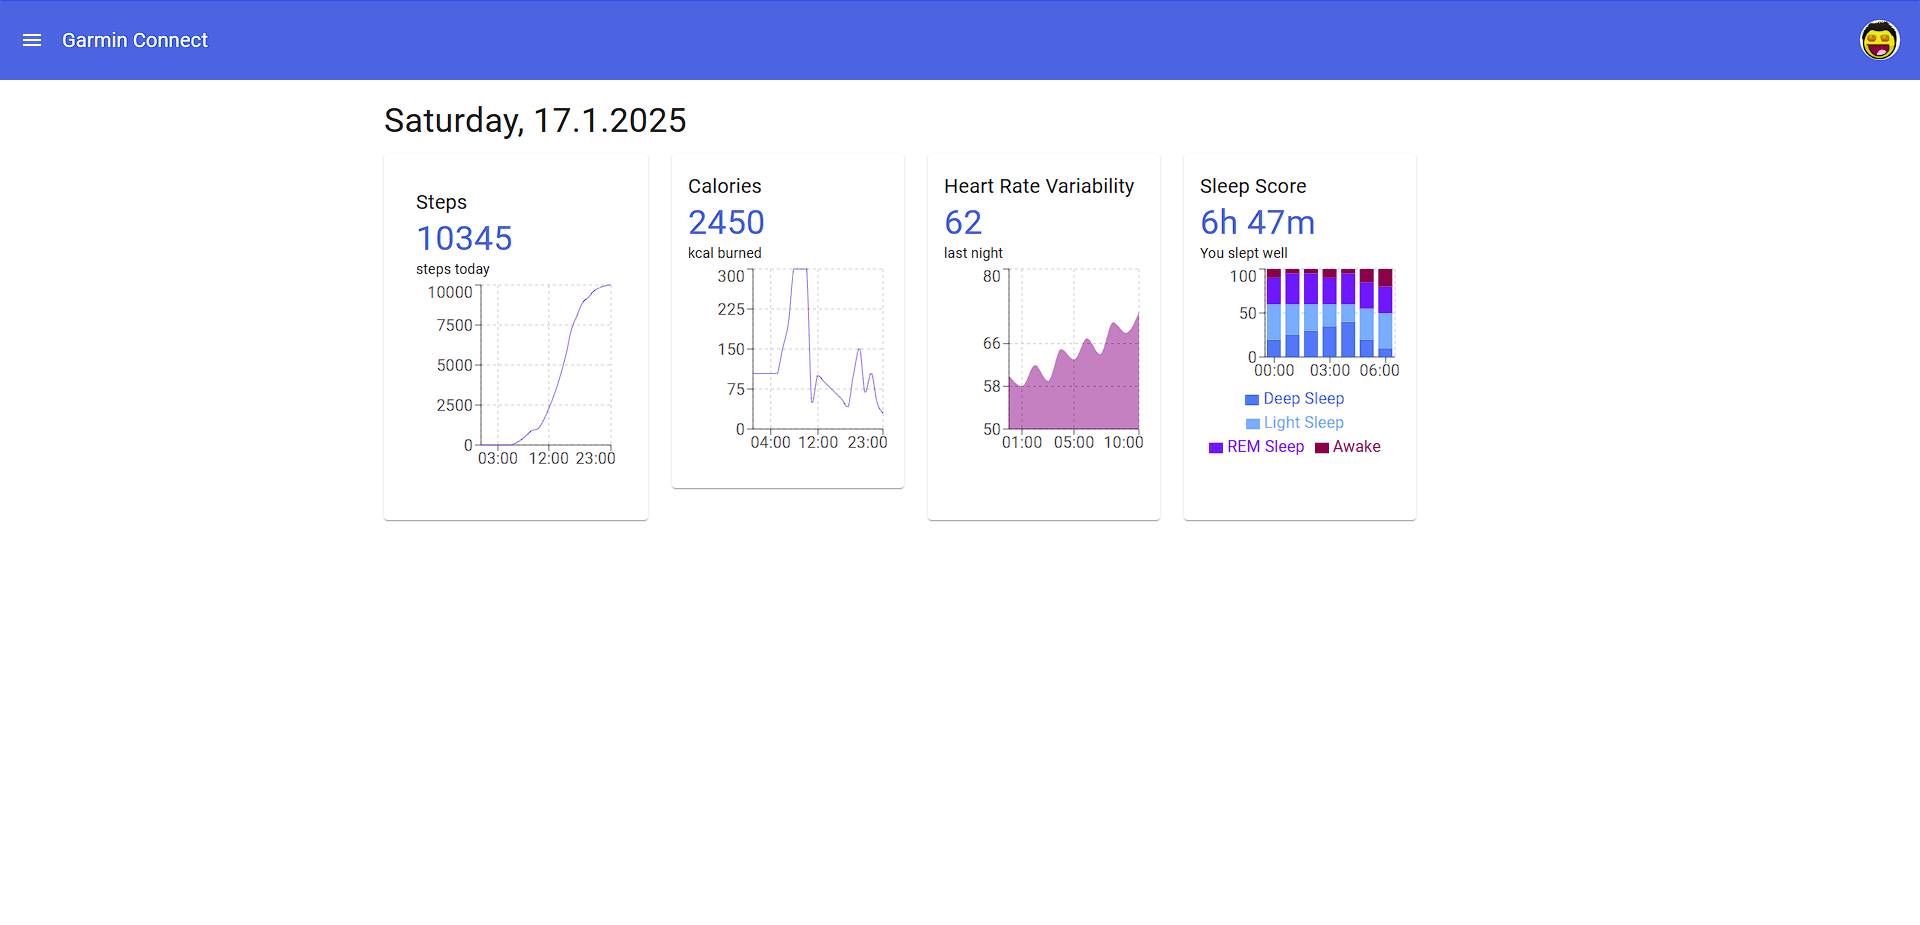 Garmin Connect
Saturday, 17.1.2025
Steps
10345
steps today
10000
7500
5000
2500
0
03:00 12:00 23:00
Calories
2450
kcal burned
300
225
150
75
0
04:00 12:00 23:00
Heart Rate Variability
62
last night
80
66
58
50
01:00 05:00 10:00
Sleep Score
6h 47m
You slept well
100
50
0
00:00 03:00 06:00
Deep Sleep
Light Sleep
REM Sleep Awake